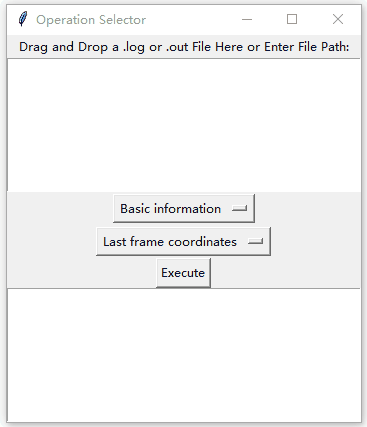 Operation Selector
Drag and Drop a .log or .out File Here or Enter File Path:
Basic information
Last frame coordinates
Execute